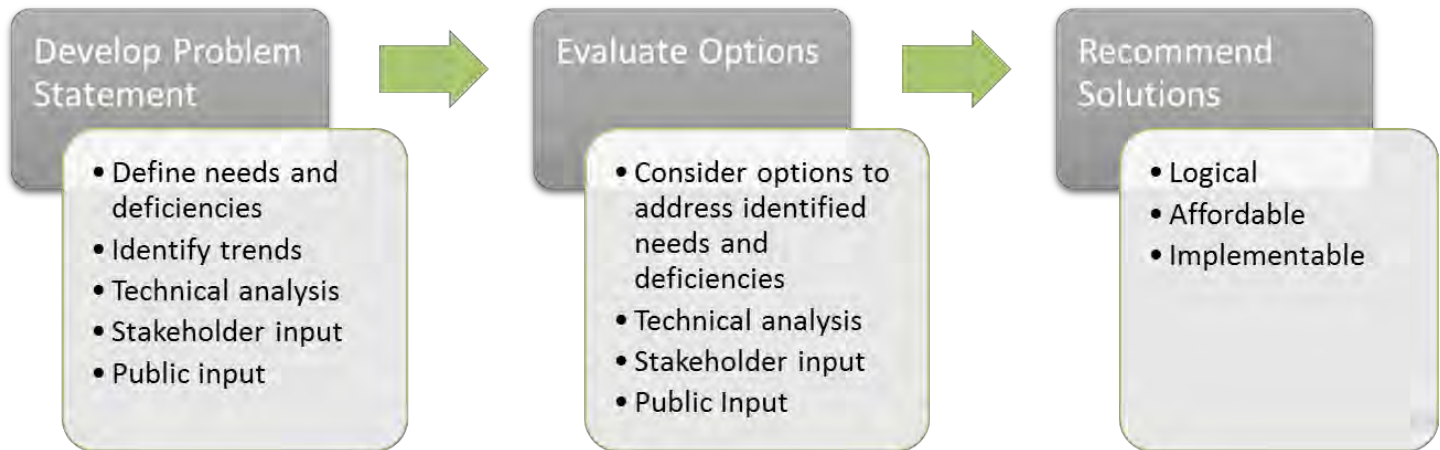 Develop Problem
Statement
• Define needs and
deficiencies
• Identify trends
• Technical analysis
• Stakeholder input
• Public input
Evaluate Options
• Consider options to
address identified
needs and
deficiencies
• Technical analysis
• Stakeholder input
• Public Input
Recommend
Solutions
• Logical
• Affordable
• Implementable